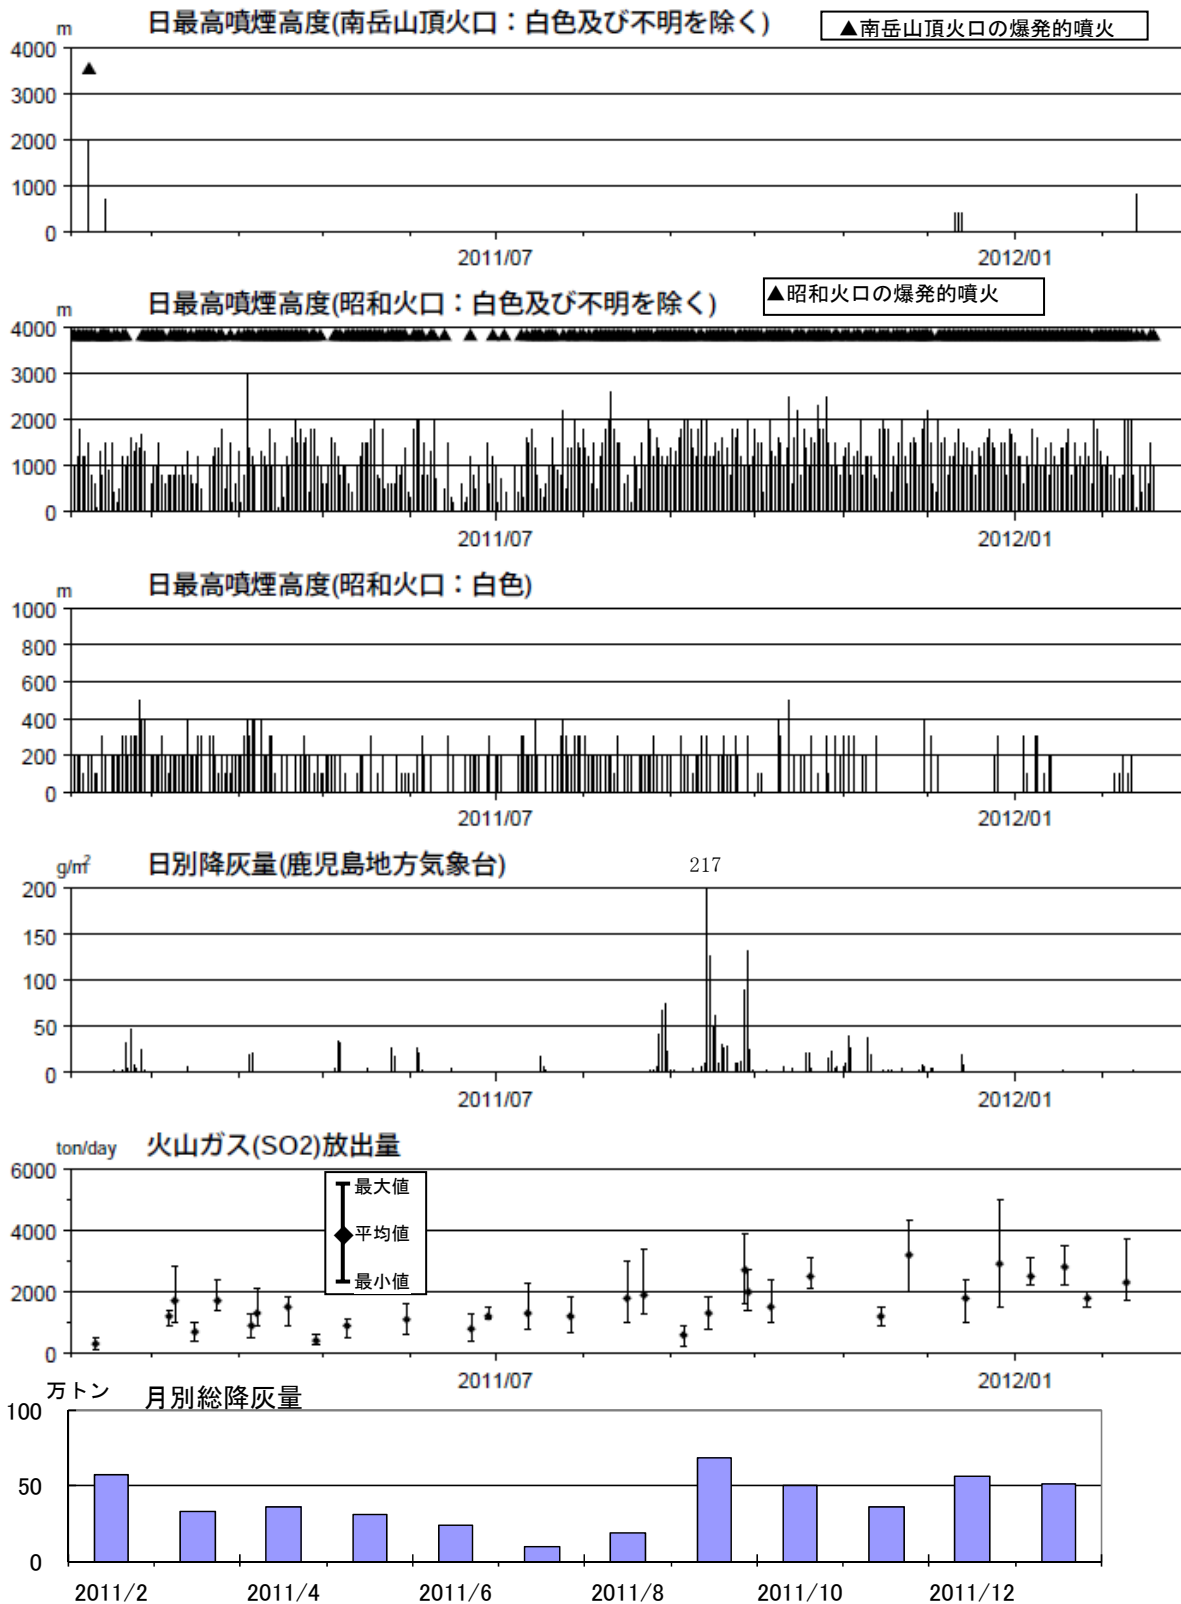 日最高噴煙高度(南岳山頂火口：白色及び不明を除く)
▲南岳山頂火口の爆発的噴火
m
4000
3000
2000
1000
0
2011/07
2012/01
日最高噴煙高度(昭和火口：白色及び不明を除く)
▲昭和火口の爆発的噴火
m
4000
3000
2000
1000
0
2011/07
2012/01
日最高噴煙高度(昭和火口：白色)
m
1000
800
600
400
200
0
2011/07
2012/01
日別降灰量(鹿児島地方気象台)
g/㎡
217
200
150
100
50
0
2011/07
2012/01
火山ガス(SO2)放出量
ton/day
6000
4000
2000
0
最大値
平均値
最小値
2011/07
2012/01
万トン
月別総降灰量
100
50
0
2011/2
2011/4
2011/6
2011/8
2011/10
2011/12